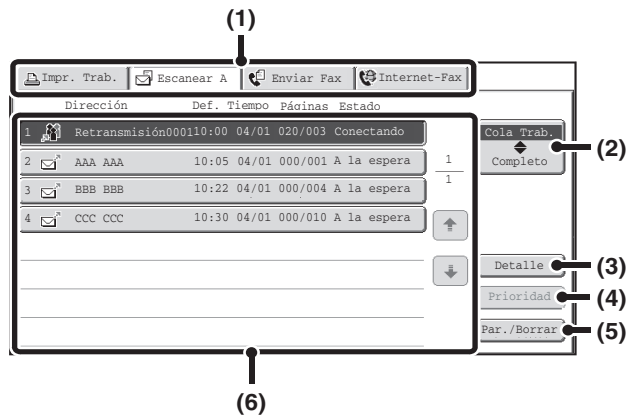 (1)
Impr. Trab. Escanear A Enviar Fax Internet-Fax
Dirección Def. Tiempo Páginas Estado
1 Retransmisión0001 10:00 04/01 020/003 Conectando
2 AAA AAA 10:05 04/01 000/001 A la espera
3 BBB BBB 10:22 04/01 000/004 A la espera
4 CCC CCC 10:30 04/01 000/010 A la espera
1
1
Cola Trab.
Completo
(2)
Detalle
(3)
Prioridad
(4)
Par./Borrar
(5)
(6)